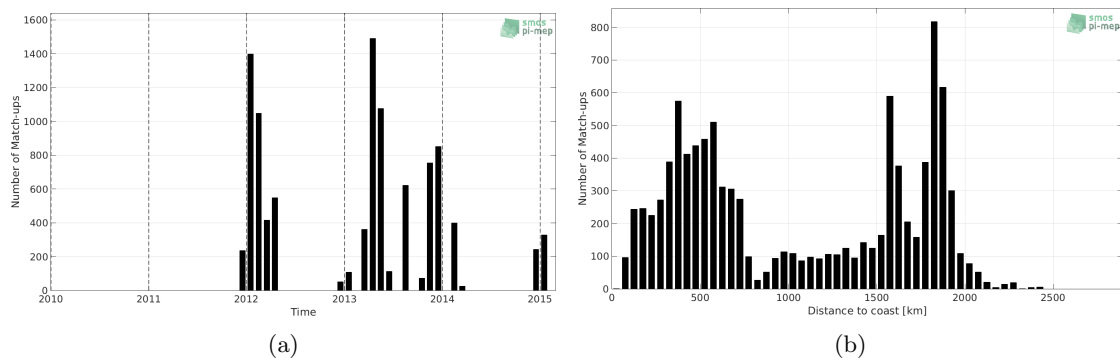 1600
1400
1200
1000
800
600
400
200
0
Number of Match-ups
2010 2011 2012 2013 2014 2015
Time
smos
pi-mep
(a)
800
700
600
500
400
300
200
100
0
Number of Match-ups
0 500 1000 1500 2000 2500
Distance to coast [km]
smos
pi-mep
(b)